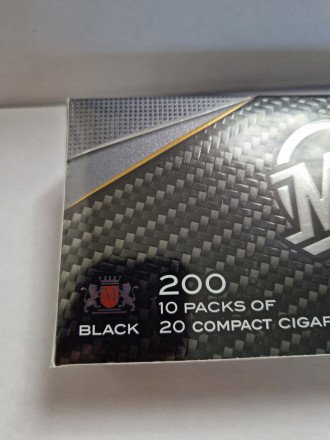 M
200
10 PACKS OF
BLACK
20 COMPACT CIGAR